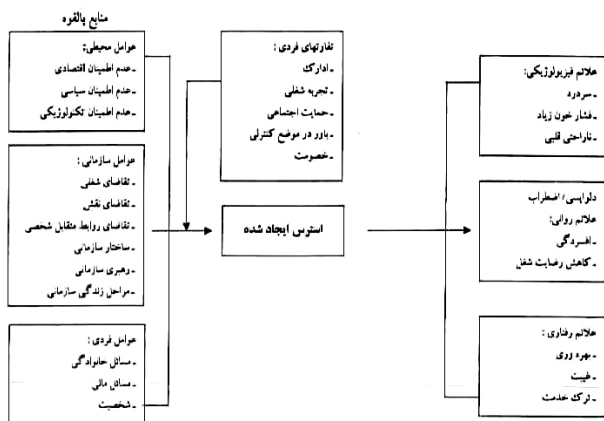 منابع بالقوه
عوامل محیطی:
ـ عدم اطمینان اقتصادی
ـ عدم اطمینان سیاسی
ـ عدم اطمینان تکنولوژیکی
عوامل سازمانی:
ـ تقاضای شغلی
ـ تقاضای نقش
ـ تقاضای روابط متقابل شخصی
ـ ساختار سازمانی
ـ رهبری سازمانی
ـ مراحل زندگی سازمانی
عوامل فردی:
ـ مسائل خانوادگی
ـ مسائل مالی
ـ شخصیت
تفاوتهای فردی:
ـ ادارک
ـ تجربه شغلی
ـ حمایت اجتماعی
ـ باور در موضع کنترلی
ـ خصومت
استرس ایجاد شده
علائم فیزیولوژیکی:
ـ سردرد
ـ فشار خون زیاد
ـ ناراحتی قلبی
دلواپسی/ اضطراب
علائم روانی:
ـ افسردگی
ـ کاهش رضایت شغل
علائم رفتاری:
ـ بهره وری
ـ غیبت
ـ ترک خدمت